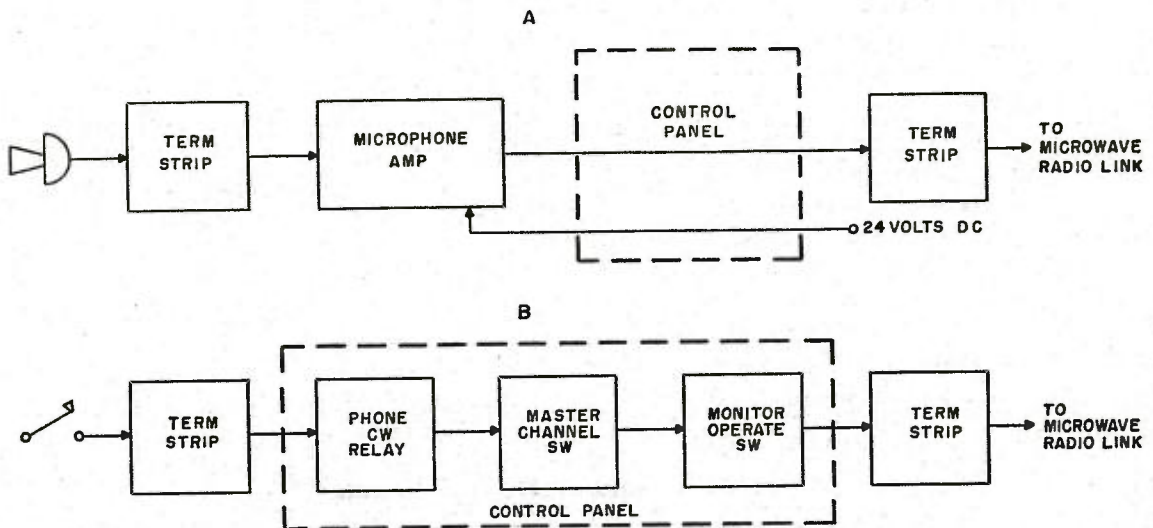 A
TERM
STRIP
MICROPHONE
AMP
CONTROL
PANEL
TERM
STRIP
TO
MICROWAVE
RADIO LINK
24 VOLTS DC
B
TERM
STRIP
PHONE
CW
RELAY
MASTER
CHANNEL
SW
MONITOR
OPERATE
SW
TERM
STRIP
TO
MICROWAVE
RADIO LINK
CONTROL PANEL